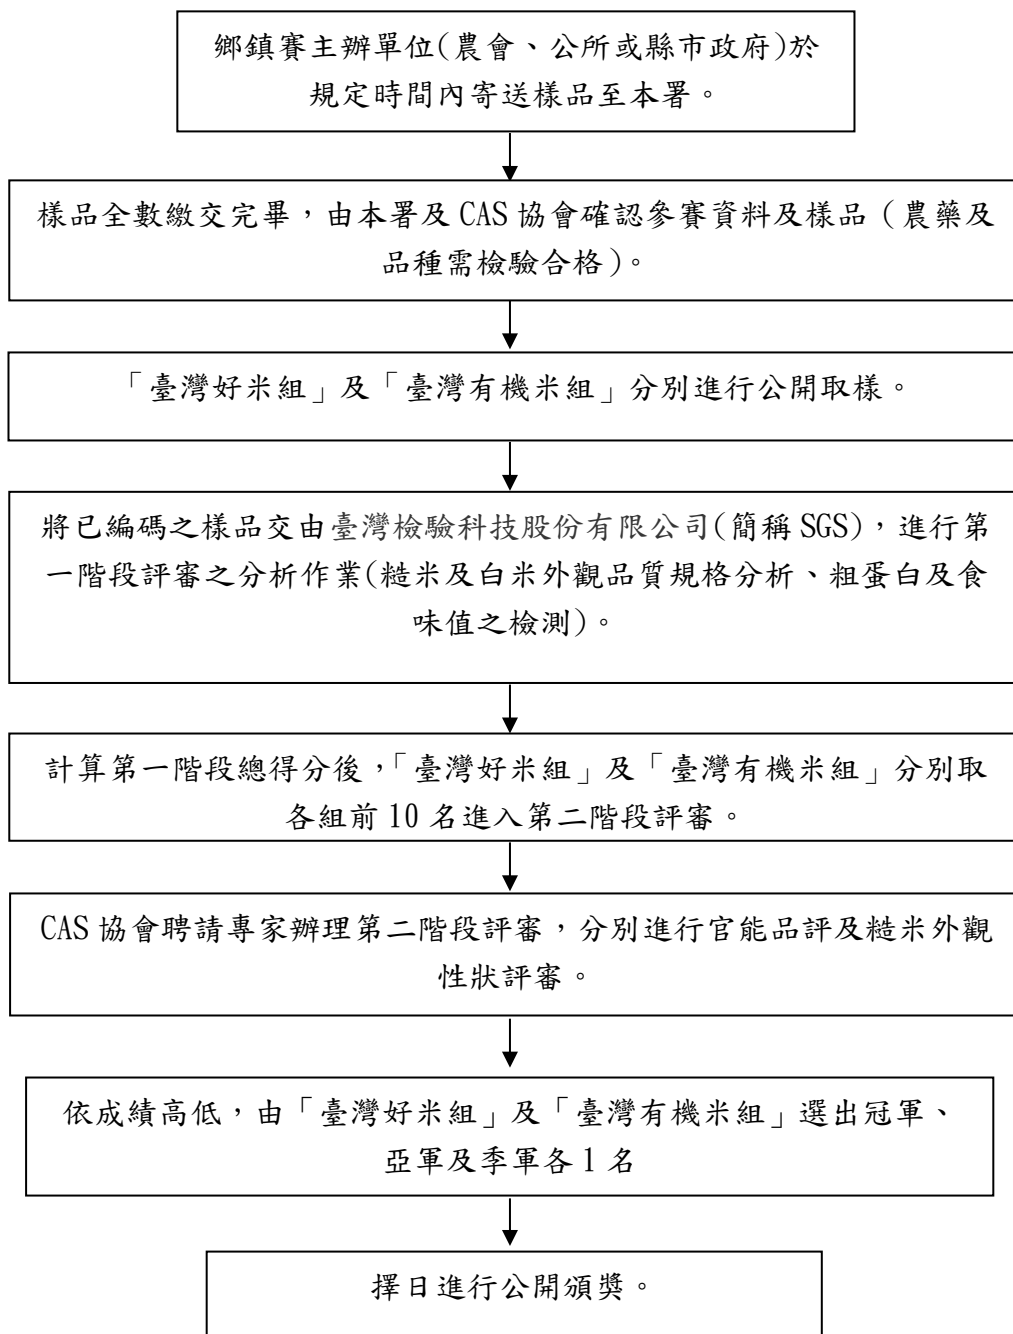 鄉鎮賽主辦單位(農會、公所或縣市政府)於
規定時間內寄送樣品至本署。
樣品全數繳交完畢，由本署及 CAS 協會確認參賽資料及樣品（農藥及
品種需檢驗合格）。
「臺灣好米組」及「臺灣有機米組」分別進行公開取樣。
將已編碼之樣品交由臺灣檢驗科技股份有限公司(簡稱 SGS)，進行第
一階段評審之分析作業(糙米及白米外觀品質規格分析、粗蛋白及食
味值之檢測)。
計算第一階段總得分後，「臺灣好米組」及「臺灣有機米組」分別取
各組前 10 名進入第二階段評審。
CAS 協會聘請專家辦理第二階段評審，分別進行官能品評及糙米外觀
性狀評審。
依成績高低，由「臺灣好米組」及「臺灣有機米組」選出冠軍、
亞軍及季軍各 1 名
擇日進行公開頒獎。